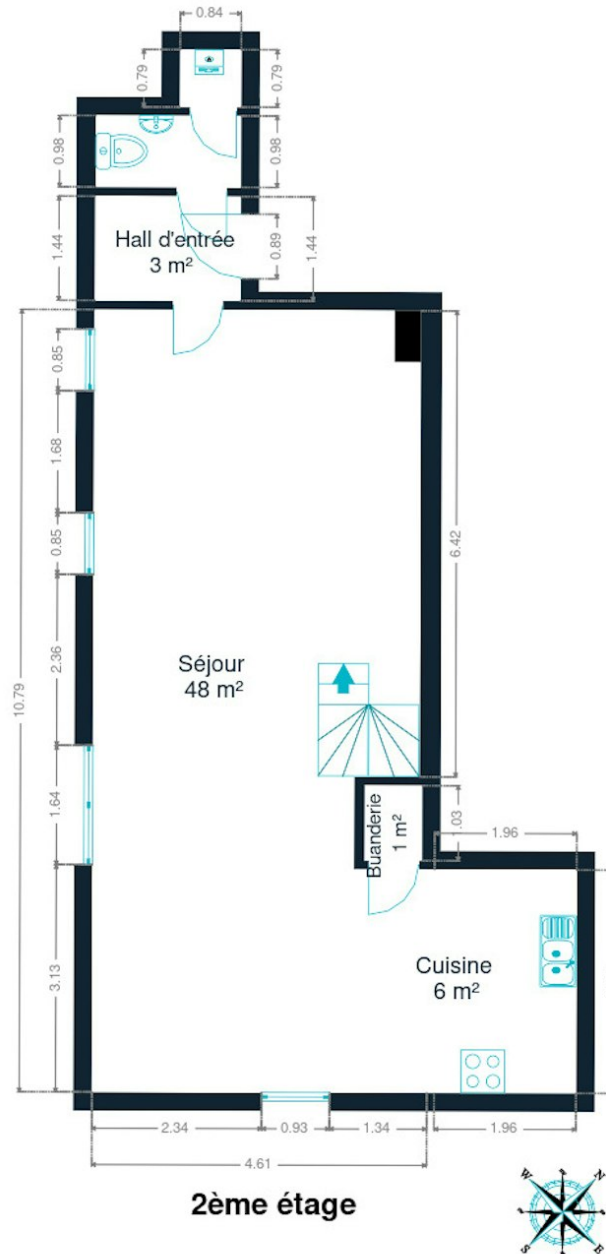 0.84
0.79
0.79
0.98
0.98
Hall d'entrée
3 m²
1.44
0.89
1.44
0.85
1.68
0.85
6.42
2.36
Séjour
48 m²
10.79
1.64
Buanderie
1 m²
1.03
1.96
3.13
Cuisine
6 m²
2.34
0.93
1.34
1.96
4.61
2ème étage
W
N
S
E